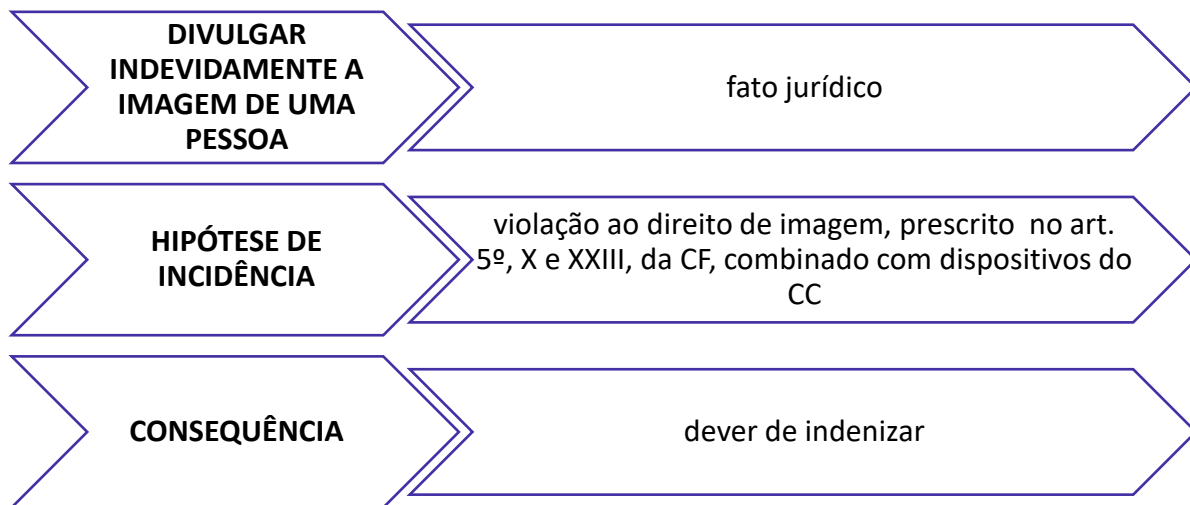 DIVULGAR
INDEVIDAMENTE A
IMAGEM DE UMA
PESSOA
fato jurídico
HIPÓTESE DE
INCIDÊNCIA
violação ao direito de imagem, prescrito no art.
5º, X e XXIII, da CF, combinado com dispositivos do
CC
CONSEQUÊNCIA
dever de indenizar